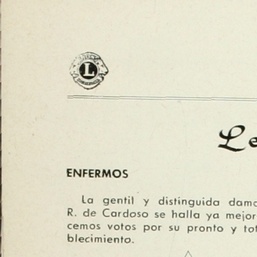 L
Le
ENFERMOS
La gentil y distinguida dama
R. de Cardoso se halla ya mejor
cemos votos por su pronto y tot
blecimiento.